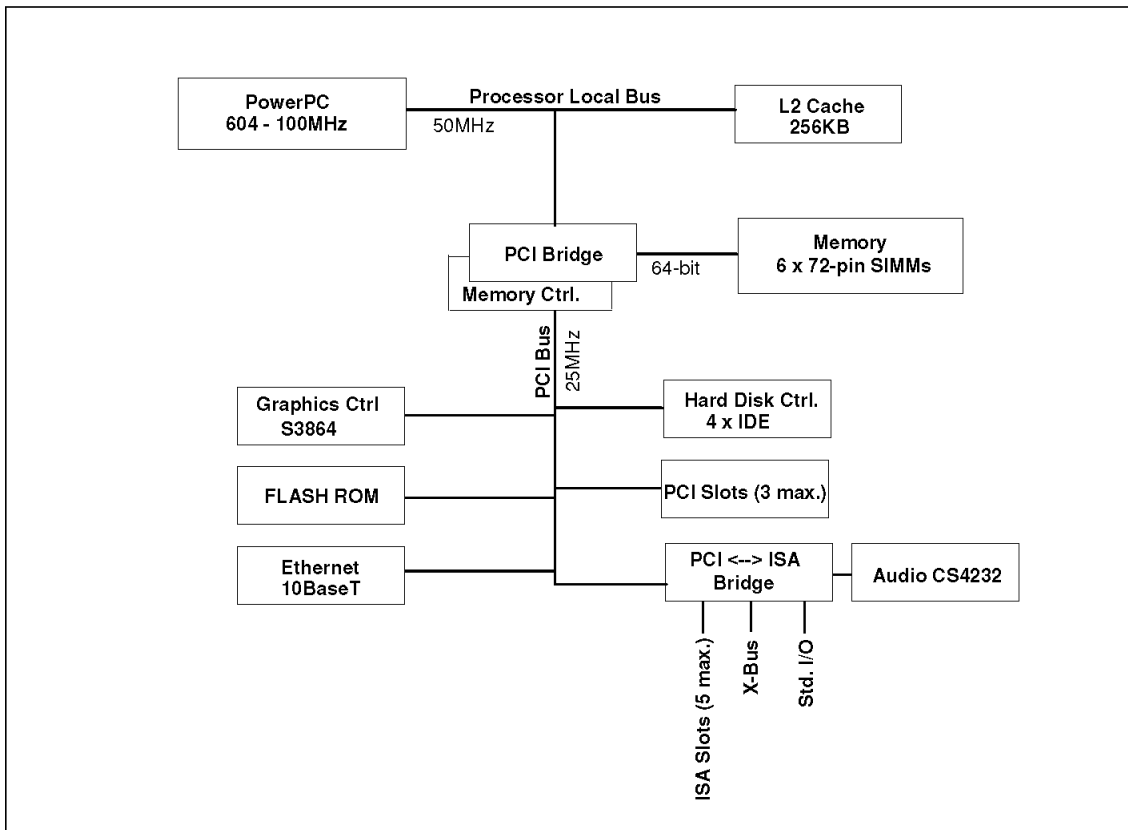 PowerPC
604 - 100MHz
Processor Local Bus
50MHz
L2 Cache
256KB
PCI Bridge
Memory Ctrl.
64-bit
Memory
6 x 72-pin SIMMs
PCI Bus
25MHz
Graphics Ctrl
S3864
Hard Disk Ctrl.
4 x IDE
FLASH ROM
PCI Slots (3 max.)
Ethernet
10BaseT
PCI <--> ISA
Bridge
Audio CS4232
ISA Slots (5 max.)
X-Bus
Std. I/O